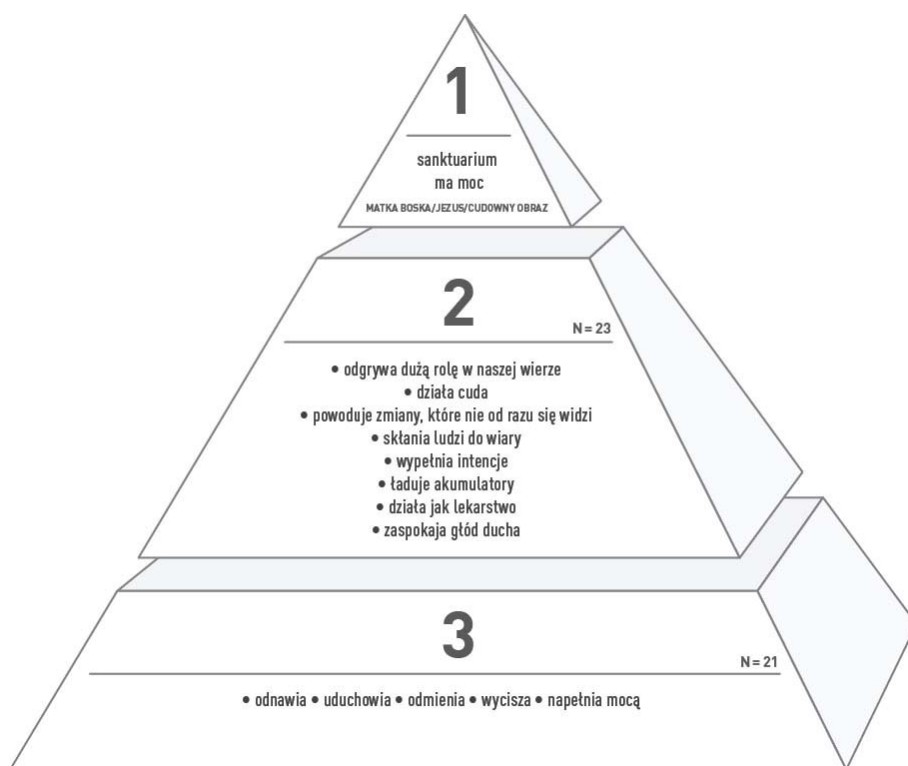 1
sanktuarium
ma moc
MATKA BOSKA/JEZUS/CUDOWNY OBRAZ
2
N = 23
• odgrywa dużą rolę w naszej wierze
• działa cuda
• powoduje zmiany, które nie od razu się widzi
• skłania ludzi do wiary
• wypełnia intencje
• ładuje akumulatory
• działa jak lekarstwo
• zaspokaja głód ducha
3
N = 21
• odnawia • uduchowia • odmienia • wycisza • napełnia mocą